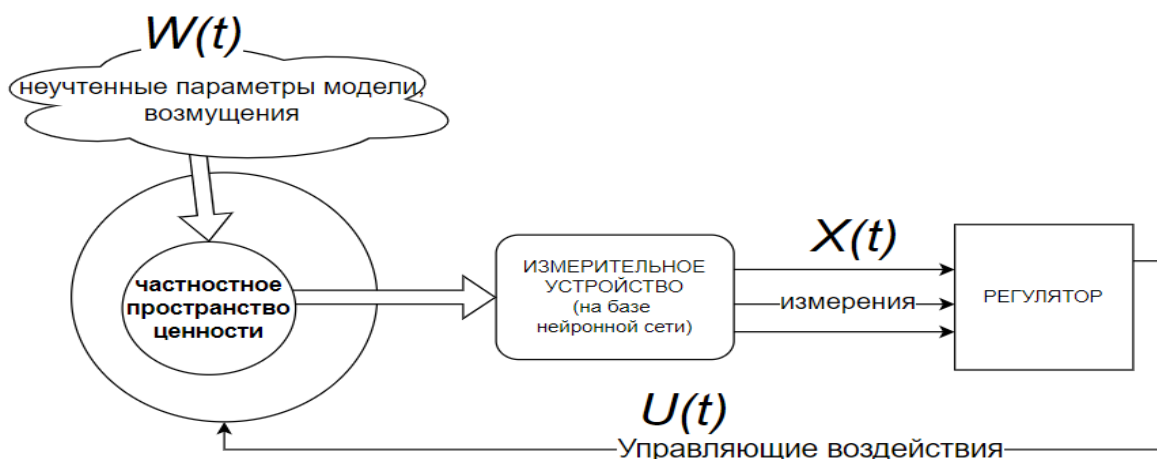 W(t)
неучтенные параметры модели,
возмущения
частностное
пространство
ценности
ИЗМЕРИТЕЛЬНОЕ
УСТРОЙСТВО
(на базе
нейронной сети)
X(t)
измерения
РЕГУЛЯТОР
U(t)
Управляющие воздействия